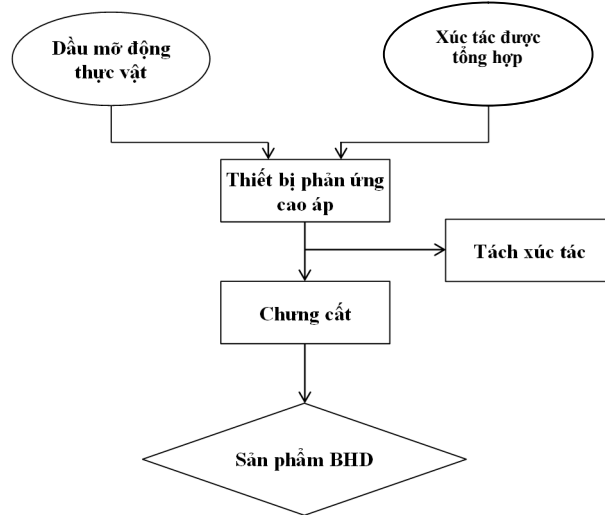 Dầu mỡ động
thực vật
Xúc tác được
tổng hợp
Thiết bị phản ứng
cao áp
Tách xúc tác
Chưng cất
Sản phẩm BHD